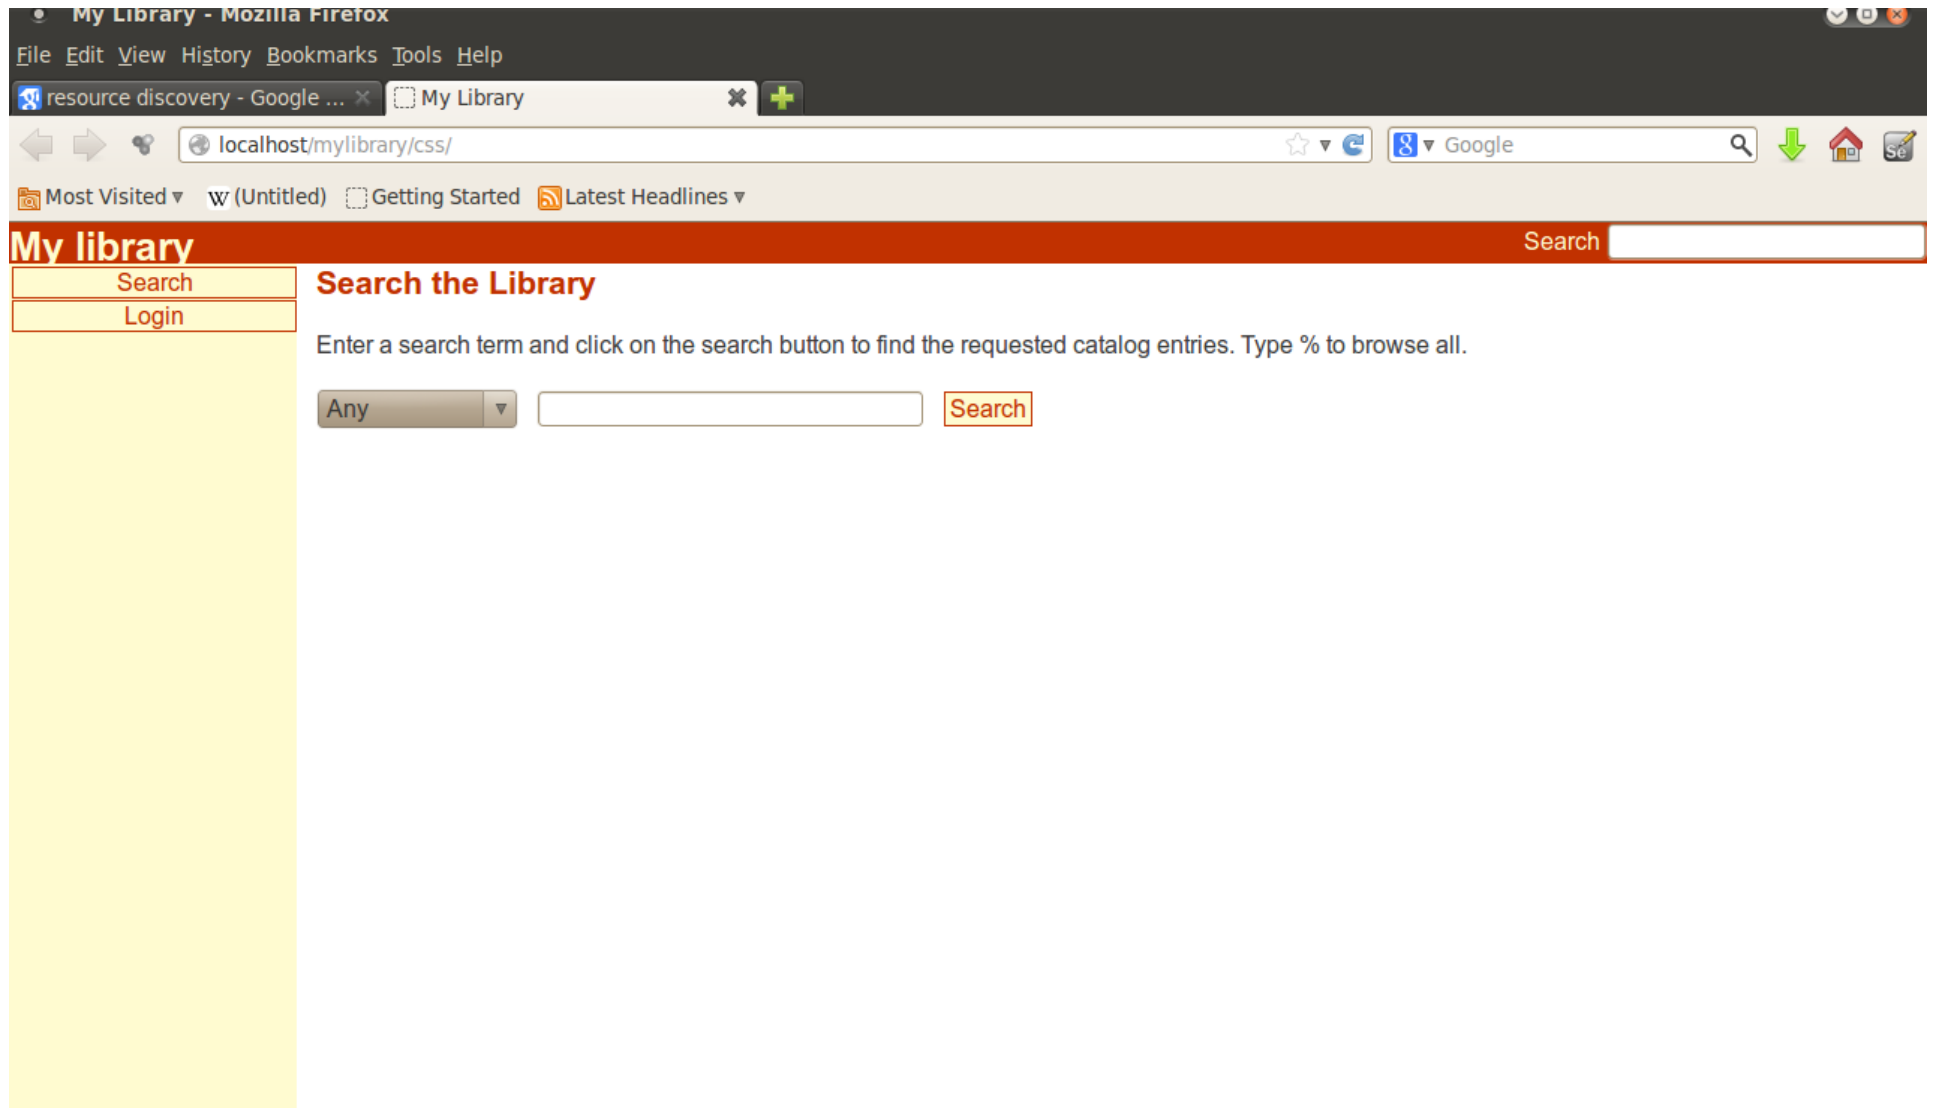 My Library - Mozilla Firefox
File Edit View History Bookmarks Tools Help
resource discovery - Google ... My Library
localhost/mylibrary/css/ Google Se
Most Visited W (Untitled) Getting Started Latest Headlines
My library Search
Search
Login
Search the Library
Enter a search term and click on the search button to find the requested catalog entries. Type % to browse all.
Any Search